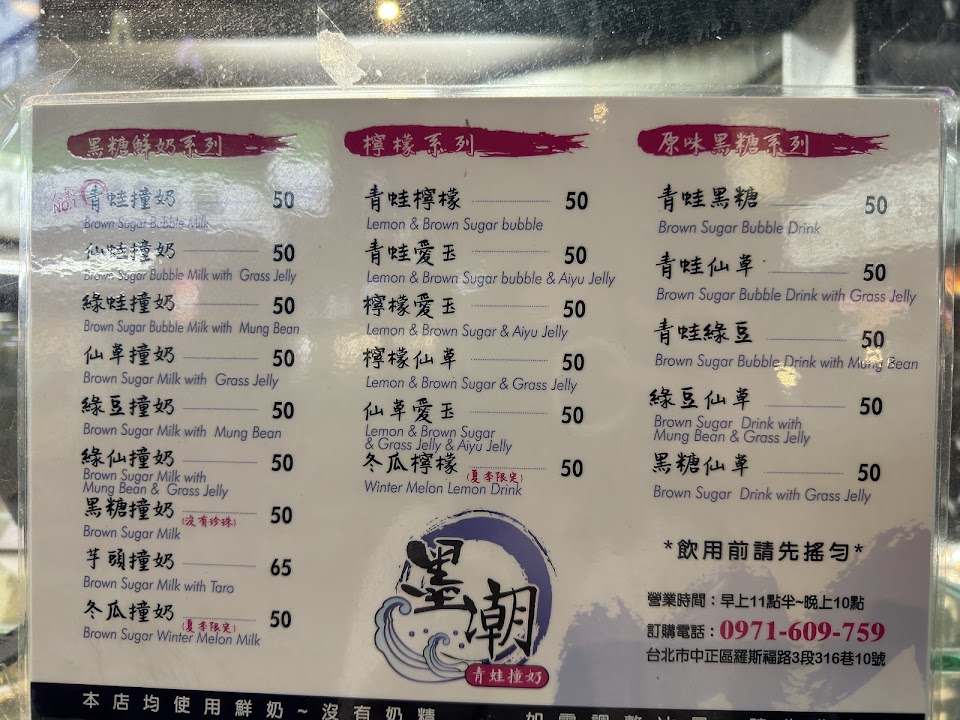 黑糖鮮奶系列
NO.1 青蛙撞奶 50
Brown Sugar Bubble Milk
仙蛙撞奶 50
Brown Sugar Bubble Milk with Grass Jelly
綠蛙撞奶 50
Brown Sugar Bubble Milk with Mung Bean
仙草撞奶 50
Brown Sugar Milk with Grass Jelly
綠豆撞奶 50
Brown Sugar Milk with Mung Bean
綠仙撞奶 50
Brown Sugar Milk with
Mung Bean & Grass Jelly
黑糖撞奶 (沒有珍珠) 50
Brown Sugar Milk
芋頭撞奶 65
Brown Sugar Milk with Taro
冬瓜撞奶 (夏季限定) 50
Brown Sugar Winter Melon Milk
檸檬系列
青蛙檸檬 50
Lemon & Brown Sugar bubble
青蛙愛玉 50
Lemon & Brown Sugar bubble & Aiyu Jelly
檸檬愛玉 50
Lemon & Brown Sugar & Aiyu Jelly
檸檬仙草 50
Lemon & Brown Sugar & Grass Jelly
仙草愛玉 50
Lemon & Brown Sugar
& Grass Jelly & Aiyu Jelly
冬瓜檸檬 (夏季限定) 50
Winter Melon Lemon Drink
墨潮
青蛙撞奶
原味黑糖系列
青蛙黑糖 50
Brown Sugar Bubble Drink
青蛙仙草 50
Brown Sugar Bubble Drink with Grass Jelly
青蛙綠豆 50
Brown Sugar Bubble Drink with Mung Bean
綠豆仙草 50
Brown Sugar Drink with
Mung Bean & Grass Jelly
黑糖仙草 50
Brown Sugar Drink with Grass Jelly
*飲用前請先搖勻*
營業時間：早上11點半~晚上10點
訂購電話：0971-609-759
台北市中正區羅斯福路3段316巷10號
本店均使用鮮奶~沒有奶精